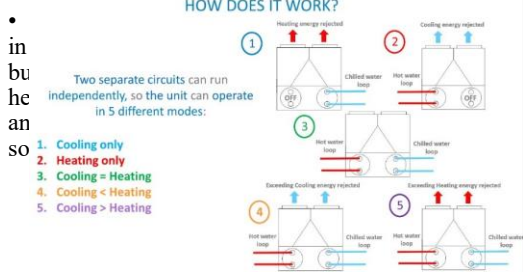 HOW DOES IT WORK?
•
in
bu
he
an
so
Two separate circuits can run
independently, so the unit can operate
in 5 different modes:
1. Cooling only
2. Heating only
3. Cooling = Heating
4. Cooling < Heating
5. Cooling > Heating
1
Heating energy rejected
OFF
Chilled water
loop
2
Cooling energy rejected
Hot water
loop
OFF
3
Hot water
loop
Chilled water
loop
4
Exceeding Cooling energy rejected
Hot water
loop
Chilled water
loop
5
Exceeding Heating energy rejected
Hot water
loop
Chilled water
loop